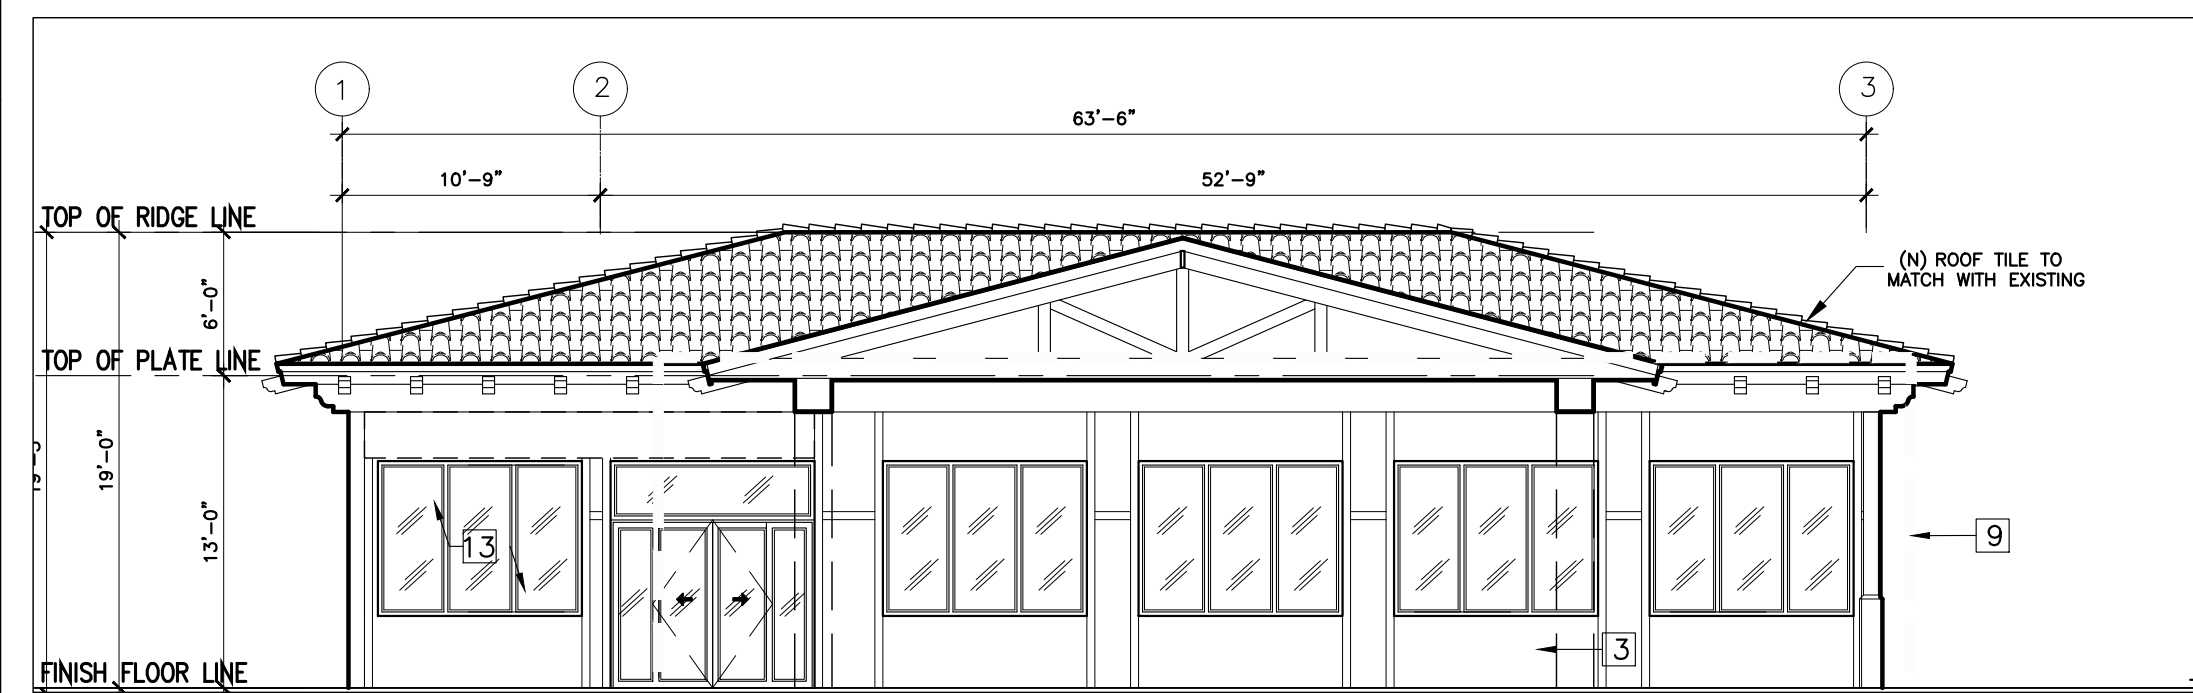 1
2
3
63'-6"
10'-9"
52'-9"
TOP OF RIDGE LINE
(N) ROOF TILE TO
MATCH WITH EXISTING
6'-0"
TOP OF PLATE LINE
19'-0"
13'-0"
13
9
3
FINISH FLOOR LINE